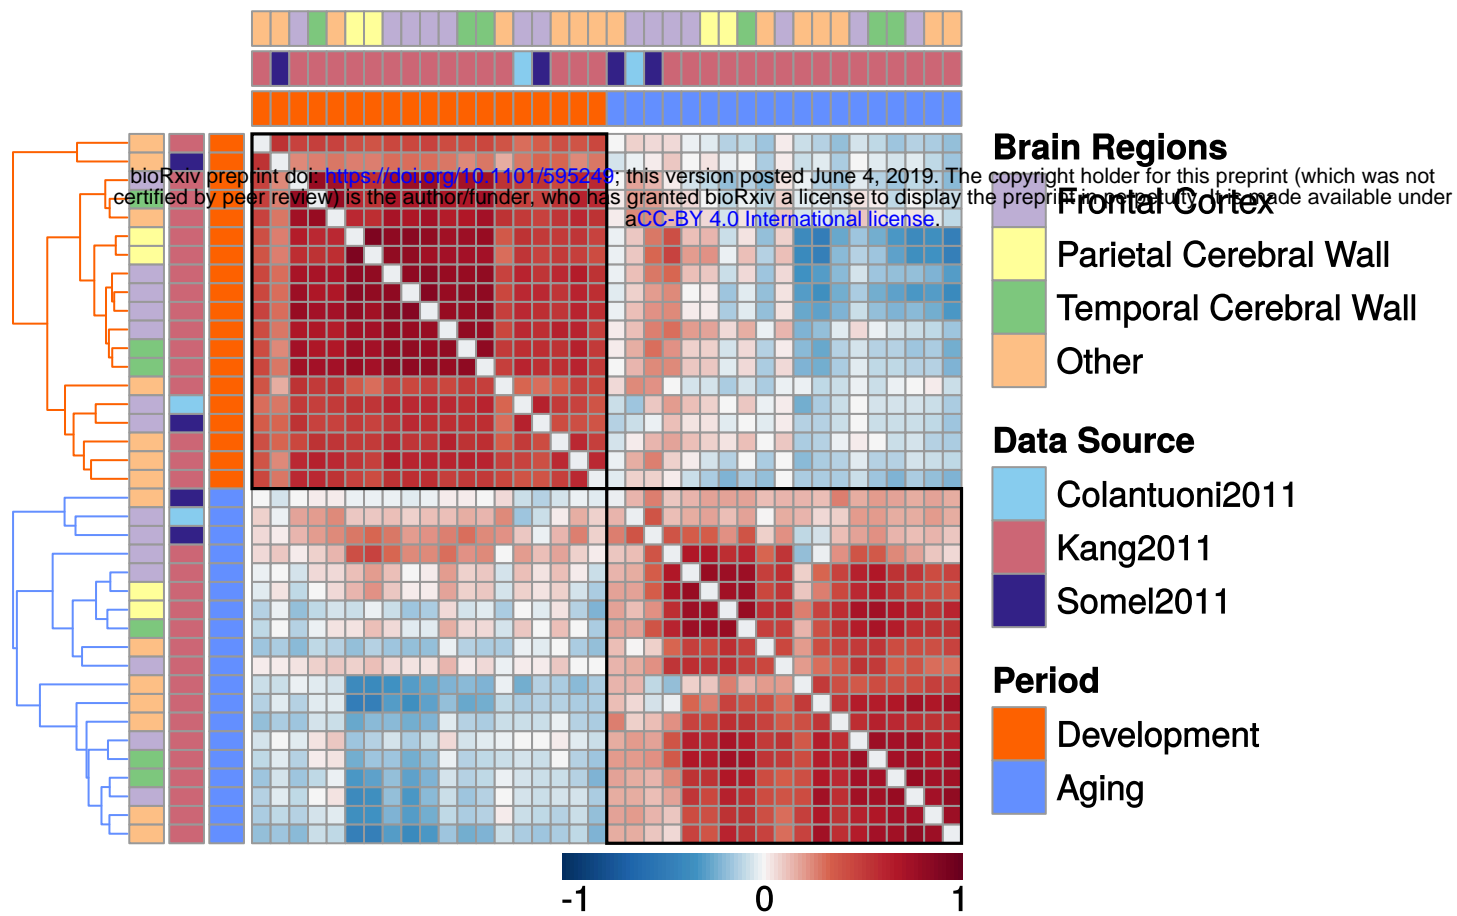 Brain Regions
bioRxiv preprint doi: https://doi.org/10.1101/595249; this version posted June 4, 2019. The copyright holder for this preprint (which was not
certified by peer review) is the author/funder, who has granted bioRxiv a license to display the preprint in perpetuity. It is made available under
aCC-BY 4.0 International license.
Frontal Cortex
Parietal Cerebral Wall
Temporal Cerebral Wall
Other
Data Source
Colantuoni2011
Kang2011
Somel2011
Period
Development
Aging
-1 0 1